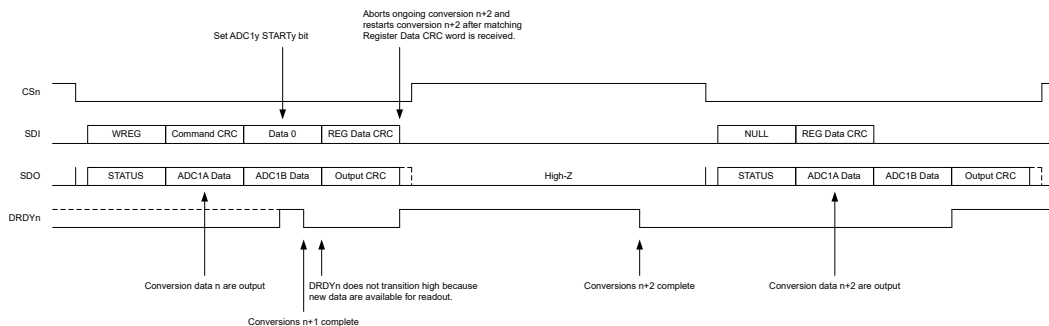 Aborts ongoing conversion n+2 and
restarts conversion n+2 after matching
Register Data CRC word is received.
Set ADC1y STARTy bit
CSn
SDI
WREG
Command CRC
Data 0
REG Data CRC
NULL
REG Data CRC
SDO
STATUS
ADC1A Data
ADC1B Data
Output CRC
High-Z
STATUS
ADC1A Data
ADC1B Data
Output CRC
DRDYn
Conversion data n are output
DRDYn does not transition high because
new data are available for readout.
Conversions n+2 complete
Conversion data n+2 are output
Conversions n+1 complete